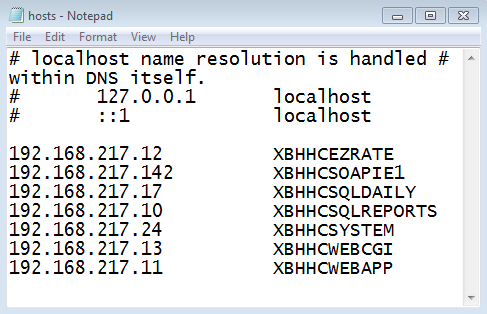 hosts - Notepad
File Edit Format View Help
# localhost name resolution is handled #
within DNS itself.
# 127.0.0.1 localhost
# ::1 localhost
192.168.217.12 XBHHCEZRATE
192.168.217.142 XBHHCSOAPIE1
192.168.217.17 XBHHCSQLDAILY
192.168.217.10 XBHHCSQLREPORTS
192.168.217.24 XBHHCSYSTEM
192.168.217.13 XBHHCWEBCGI
192.168.217.11 XBHHCWEBAPP